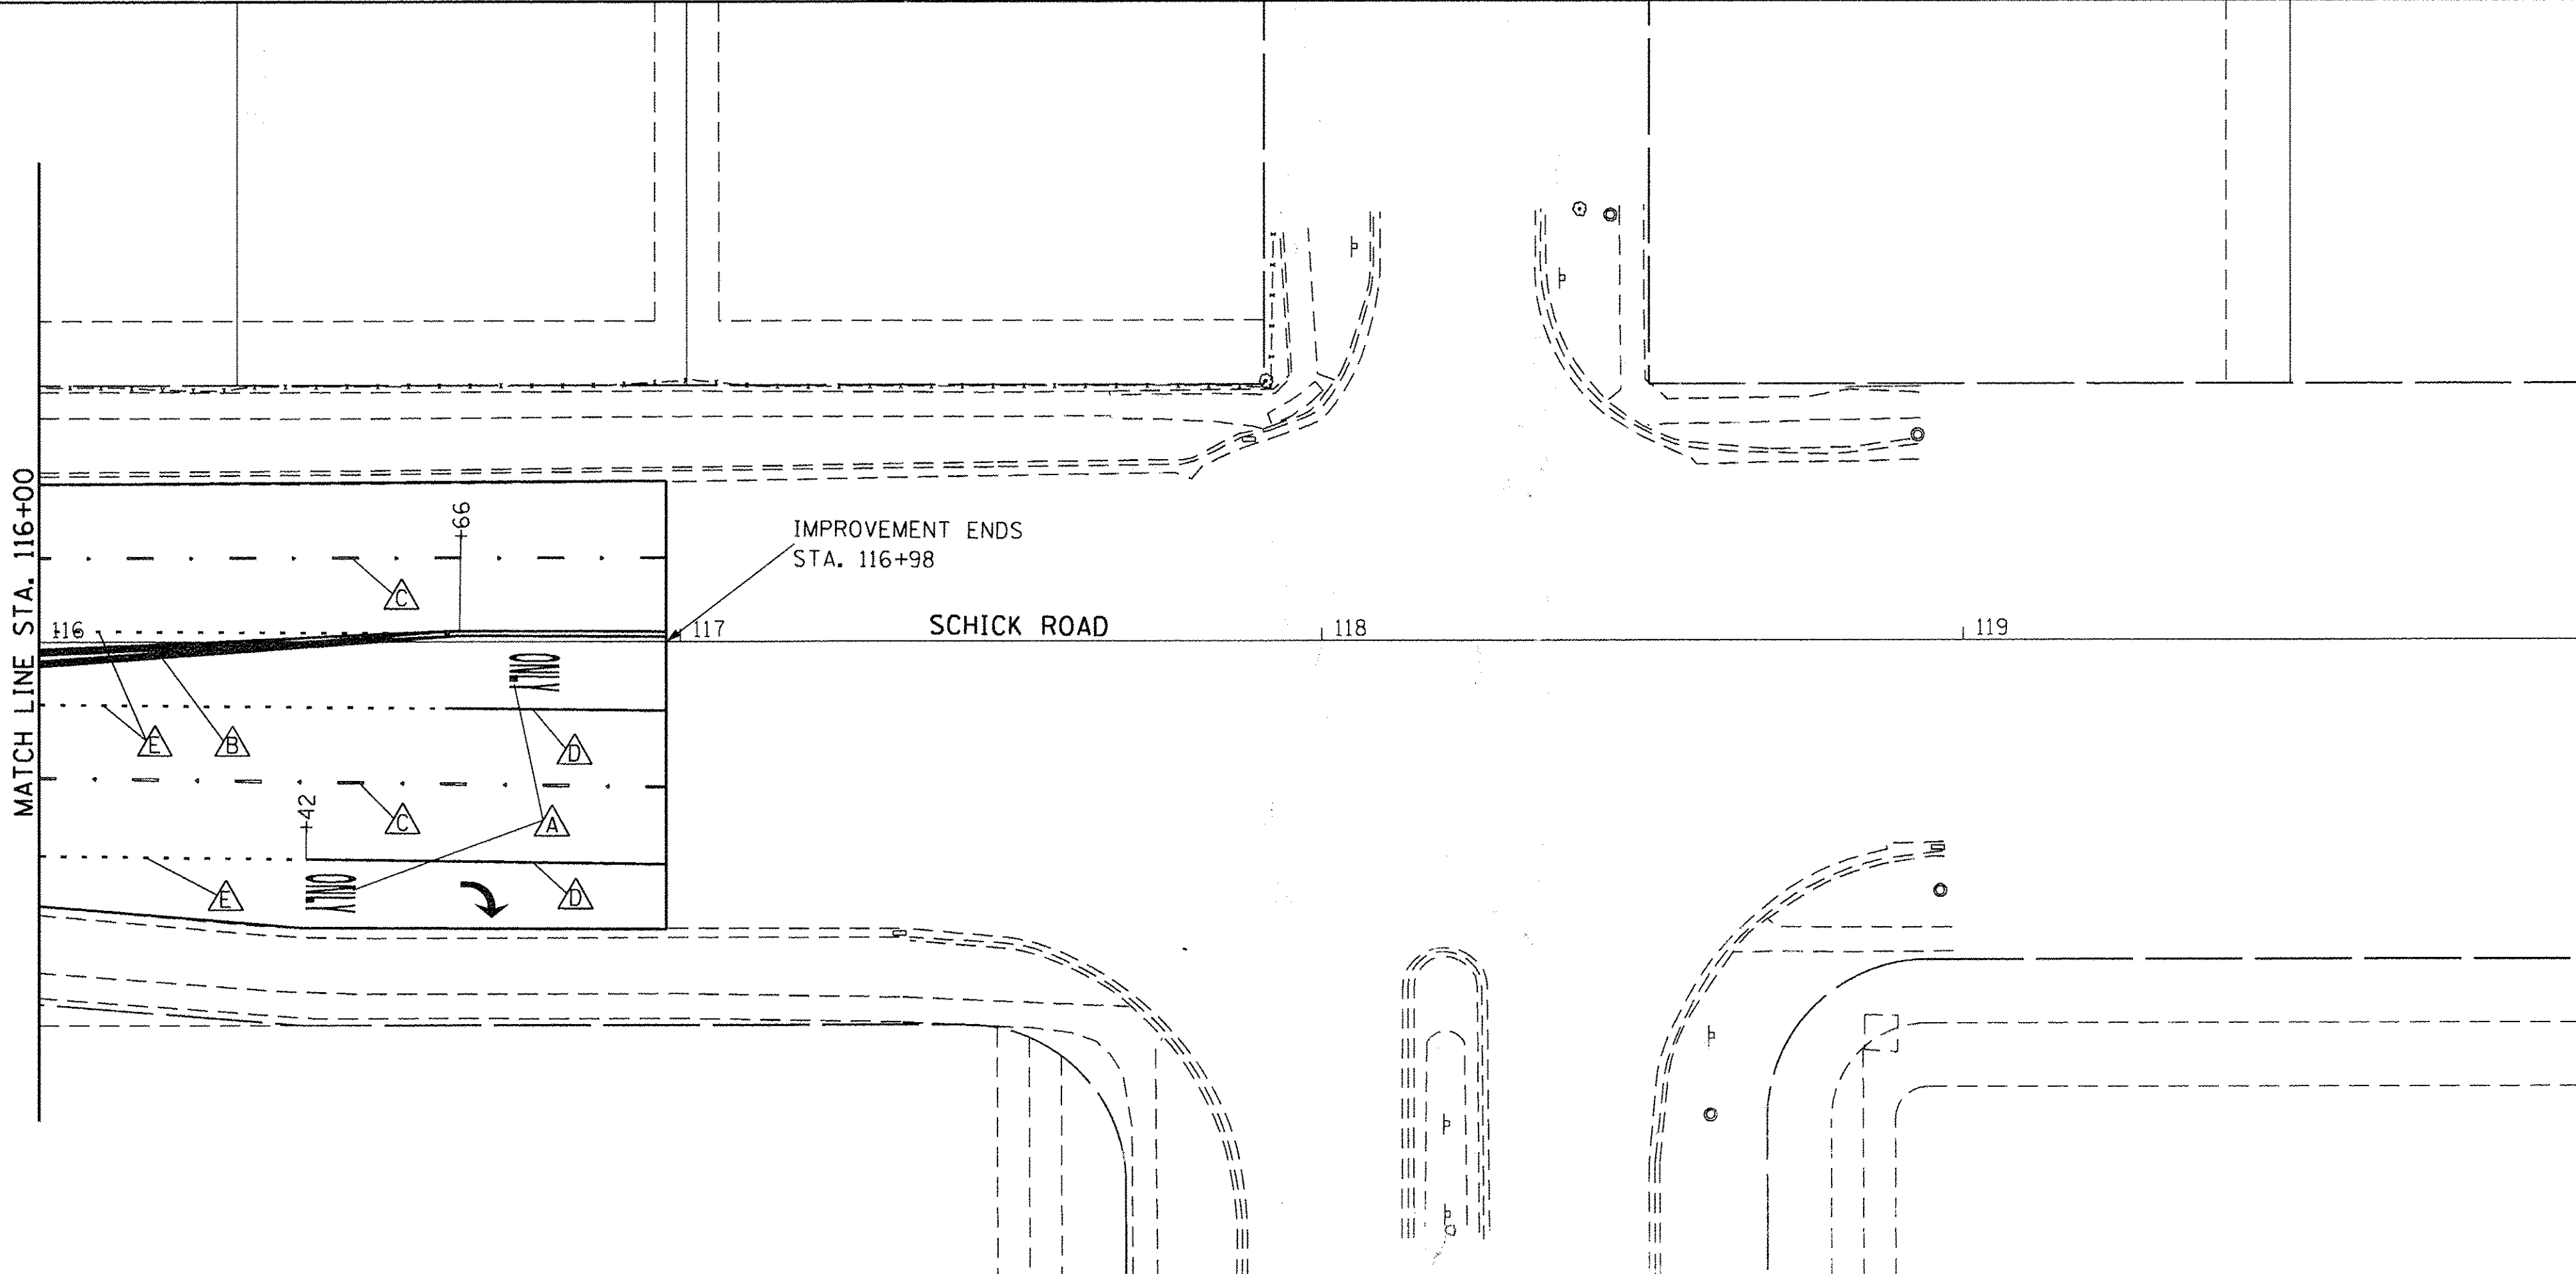 MATCH LINE STA. 116+00
+66
IMPROVEMENT ENDS
STA. 116+98
C
116
117
SCHICK ROAD
118
119
ONLY
E
B
D
+42
C
A
ONLY
E
D